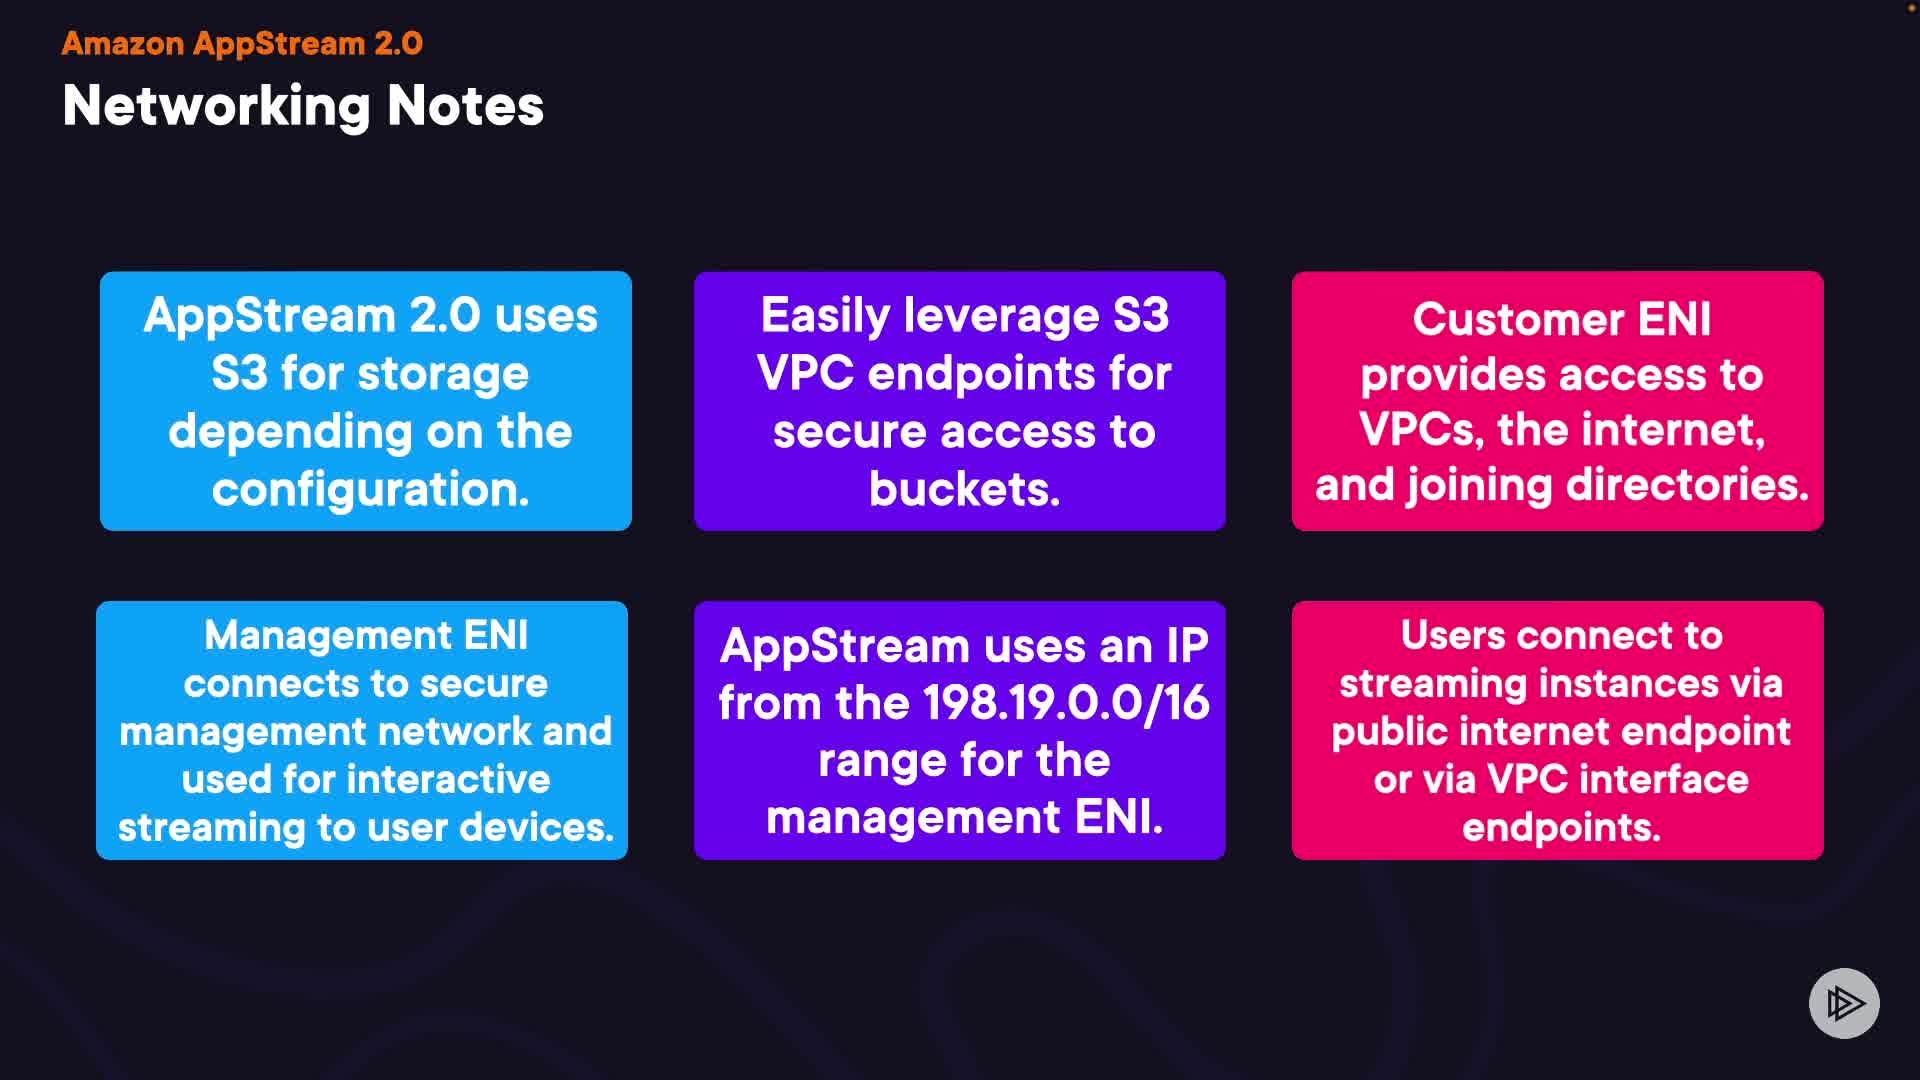 Amazon AppStream 2.0
Networking Notes
AppStream 2.0 uses
S3 for storage
depending on the
configuration.
Easily leverage S3
VPC endpoints for
secure access to
buckets.
Customer ENI
provides access to
VPCs, the internet,
and joining directories.
Management ENI
connects to secure
management network and
used for interactive
streaming to user devices.
AppStream uses an IP
from the 198.19.0.0/16
range for the
management ENI.
Users connect to
streaming instances via
public internet endpoint
or via VPC interface
endpoints.